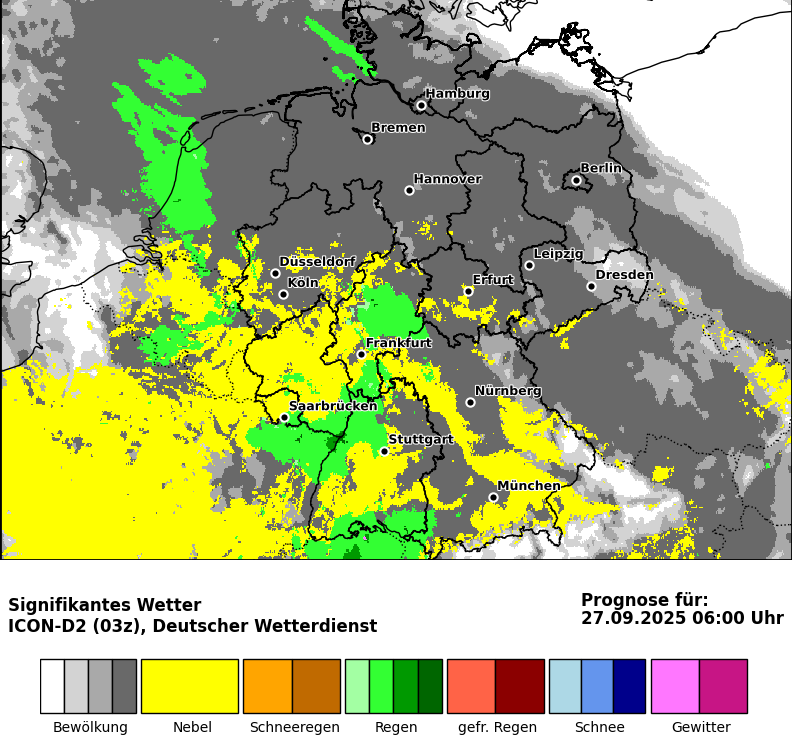 Hamburg
Bremen
Berlin
Hannover
Leipzig
Düsseldorf
Dresden
Erfurt
Köln
Frankfurt
Nürnberg
Saarbrücken
Stuttgart
München
Signifikantes Wetter
ICON-D2 (03z), Deutscher Wetterdienst
Prognose für:
27.09.2025 06:00 Uhr
Bewölkung Nebel Schneeregen Regen gefr. Regen Schnee Gewitter